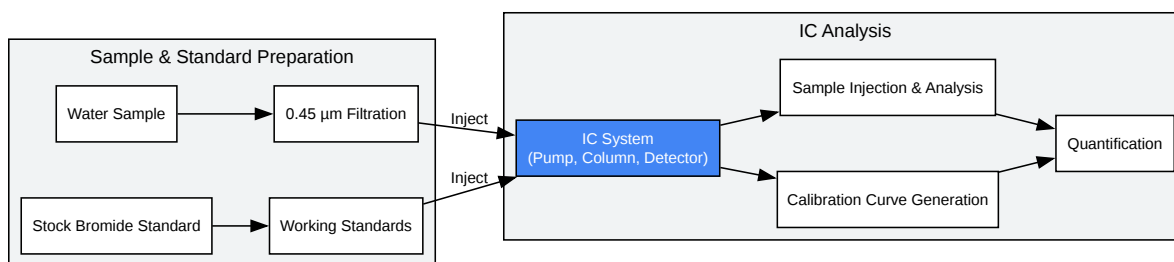 Sample & Standard Preparation
Water Sample
0.45 µm Filtration
Stock Bromide Standard
Working Standards
Inject
Inject
IC Analysis
IC System
(Pump, Column, Detector)
Sample Injection & Analysis
Calibration Curve Generation
Quantification